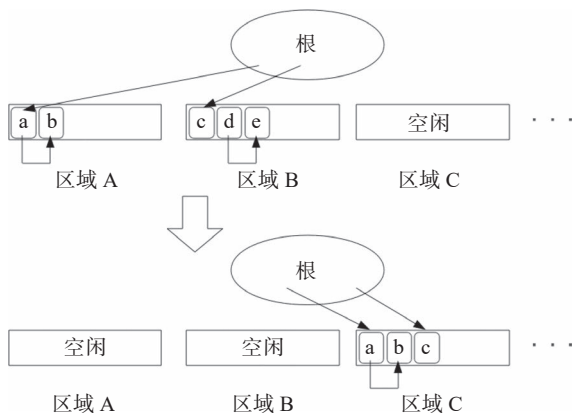 根
a b c d e 空闲 · · ·
区域 A 区域 B 区域 C
根
空闲 空闲 a b c · · ·
区域 A 区域 B 区域 C